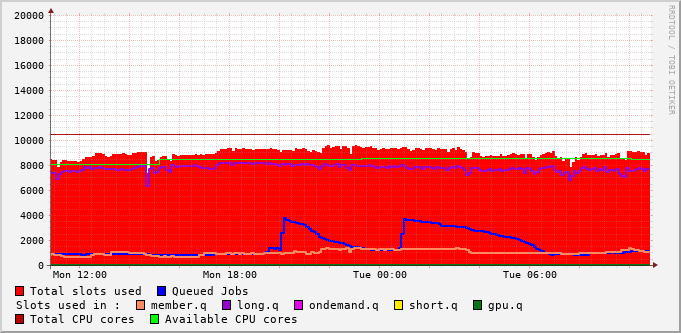 RRDTOOL / TOBI OETIKER
20000
18000
16000
14000
12000
10000
8000
6000
4000
2000
0
Mon 12:00 Mon 18:00 Tue 00:00 Tue 06:00
Total slots used Queued Jobs
Slots used in : member.q long.q ondemand.q short.q gpu.q
Total CPU cores Available CPU cores